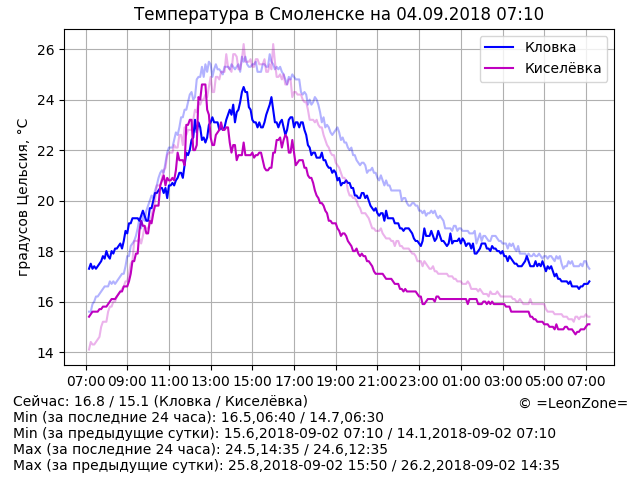 Температура в Смоленске на 04.09.2018 07:10
Кловка
Киселёвка
градусов Цельсия, °C
26
24
22
20
18
16
14
07:00 09:00 11:00 13:00 15:00 17:00 19:00 21:00 23:00 01:00 03:00 05:00 07:00
Сейчас: 16.8 / 15.1 (Кловка / Киселёвка)
© =LeonZone=
Min (за последние 24 часа): 16.5,06:40 / 14.7,06:30
Min (за предыдущие сутки): 15.6,2018-09-02 07:10 / 14.1,2018-09-02 07:10
Max (за последние 24 часа): 24.5,14:35 / 24.6,12:35
Max (за предыдущие сутки): 25.8,2018-09-02 15:50 / 26.2,2018-09-02 14:35